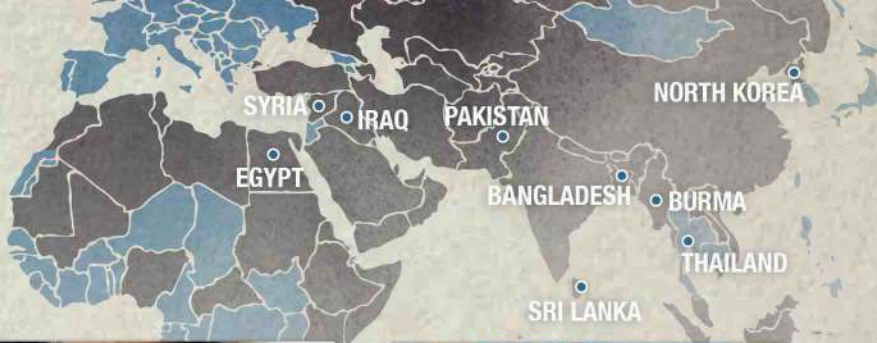 NORTH KOREA
SYRIA
IRAQ
PAKISTAN
EGYPT
BANGLADESH
BURMA
THAILAND
SRI LANKA